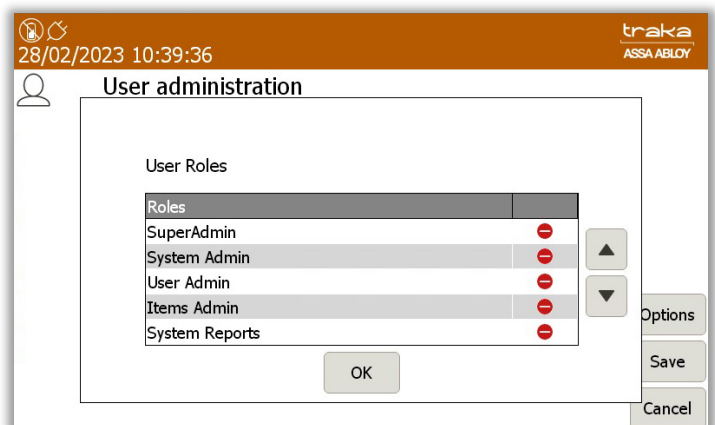 traka
28/02/2023 10:39:36
ASSA ABLOY
User administration
User Roles
Roles
SuperAdmin
System Admin
User Admin
Items Admin
System Reports
OK
Options
Save
Cancel